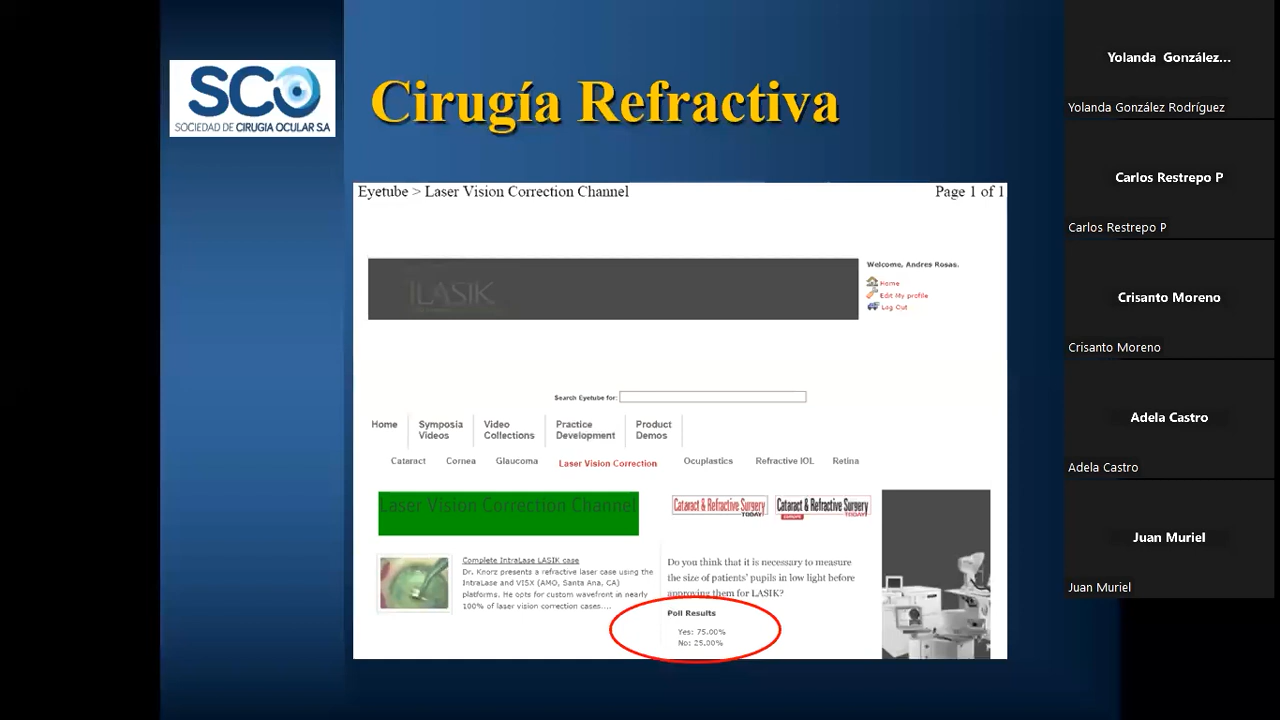 SCO
SOCIEDAD DE CIRUGIA OCULAR S.A
Cirugía Refractiva
Eyetube > Laser Vision Correction Channel
Page 1 of 1
iLASIK
Welcome, Andres Rosas.
Home
Edit My profile
Log Out
Search Eyetube for:
Home
Symposia
Videos
Video
Collections
Practice
Development
Product
Demos
Cataract
Cornea
Glaucoma
Laser Vision Correction
Oculplastics
Refractive IOL
Retina
Laser Vision Correction Channel
Cataract & Refractive Surgery
TODAY
Cataract & Refractive Surgery
EUROPE TODAY
Complete IntraLase LASIK case
Dr. Knorz presents a refractive laser case using the
IntraLase and VISX (AMO, Santa Ana, CA)
platforms. He opts for custom wavefront in nearly
100% of laser vision correction cases....
Do you think that it is necessary to measure
the size of patients' pupils in low light before
approving them for LASIK?
Poll Results
Yes: 75.00%
No: 25.00%
Yolanda González...
Yolanda González Rodríguez
Carlos Restrepo P
Carlos Restrepo P
Crisanto Moreno
Crisanto Moreno
Adela Castro
Adela Castro
Juan Muriel
Juan Muriel